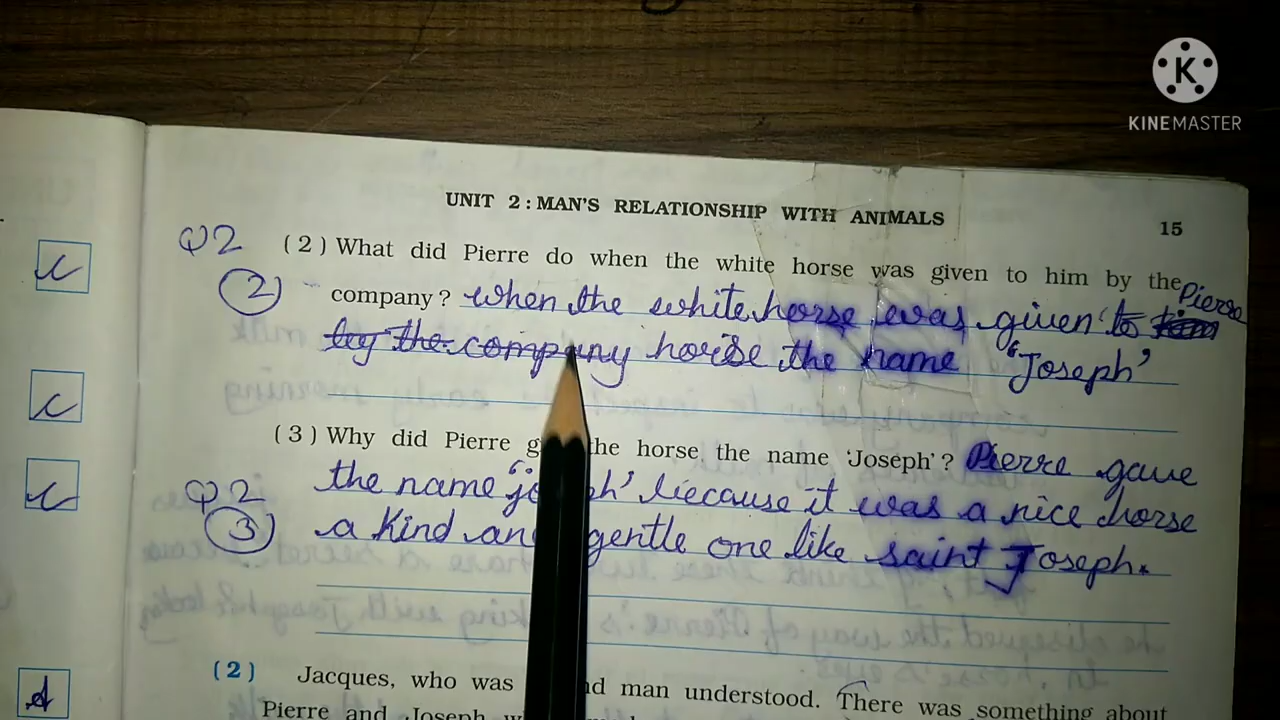 KINEMASTER
UNIT 2 : MAN'S RELATIONSHIP WITH ANIMALS
15
Q2 (2) What did Pierre do when the white horse was given to him by the
(2) company? when the white horse was given to Pierre
by the company horse the name 'Joseph'
(3) Why did Pierre the horse the name 'Joseph'? Pierre gave
the name because it was a nice horse
Q2
(3) a kind gentle one like saint Joseph.
(2) Jacques, who was man understood. There was something about
Pierre and Joseph